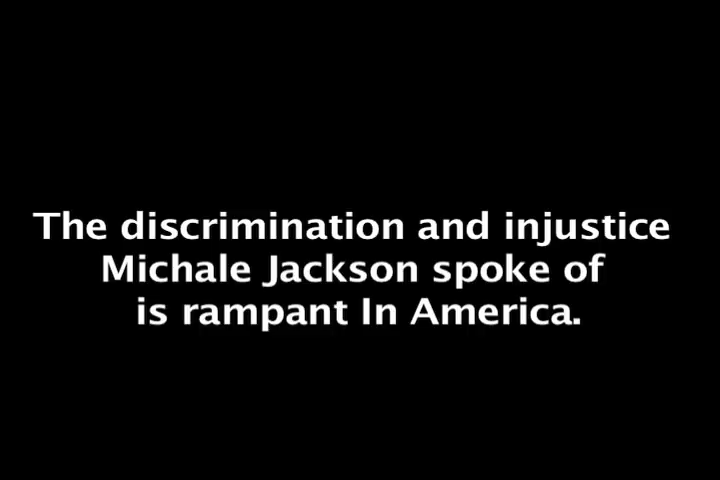 The discrimination and injustice
Michale Jackson spoke of
is rampant In America.